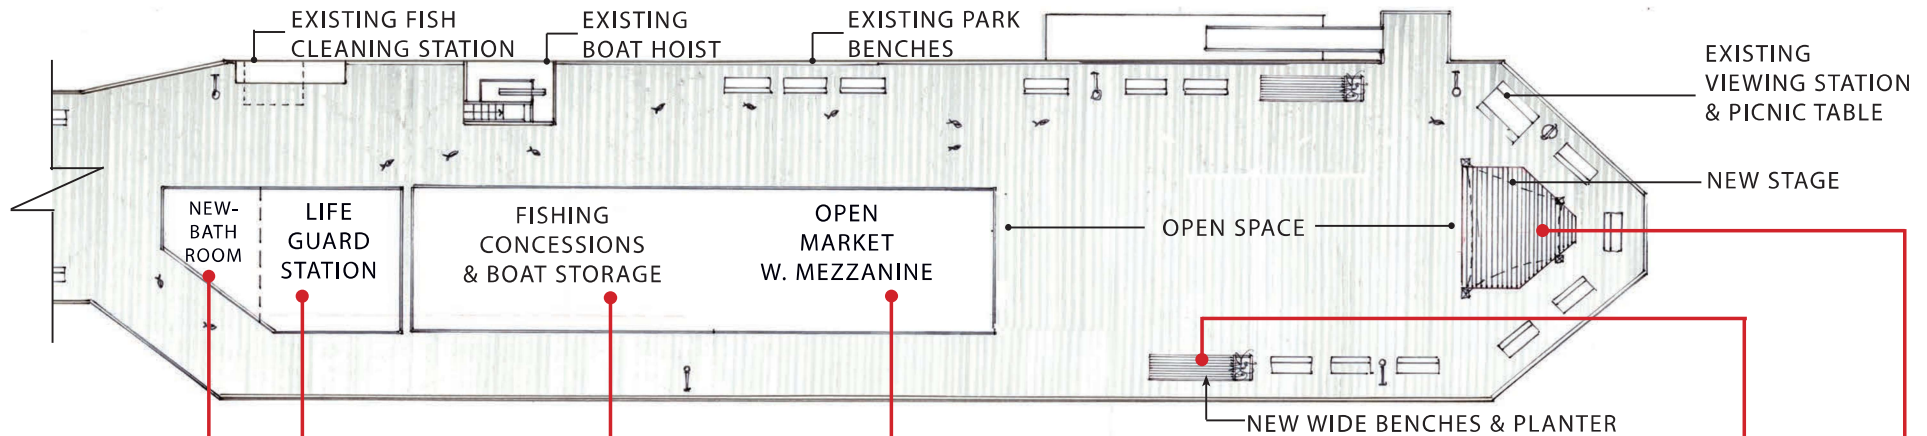 EXISTING FISH
CLEANING STATION
EXISTING
BOAT HOIST
EXISTING PARK
BENCHES
EXISTING
VIEWING STATION
& PICNIC TABLE
NEW STAGE
NEW-
BATH
ROOM
LIFE
GUARD
STATION
FISHING
CONCESSIONS
& BOAT STORAGE
OPEN
MARKET
W. MEZZANINE
OPEN SPACE
NEW WIDE BENCHES & PLANTER